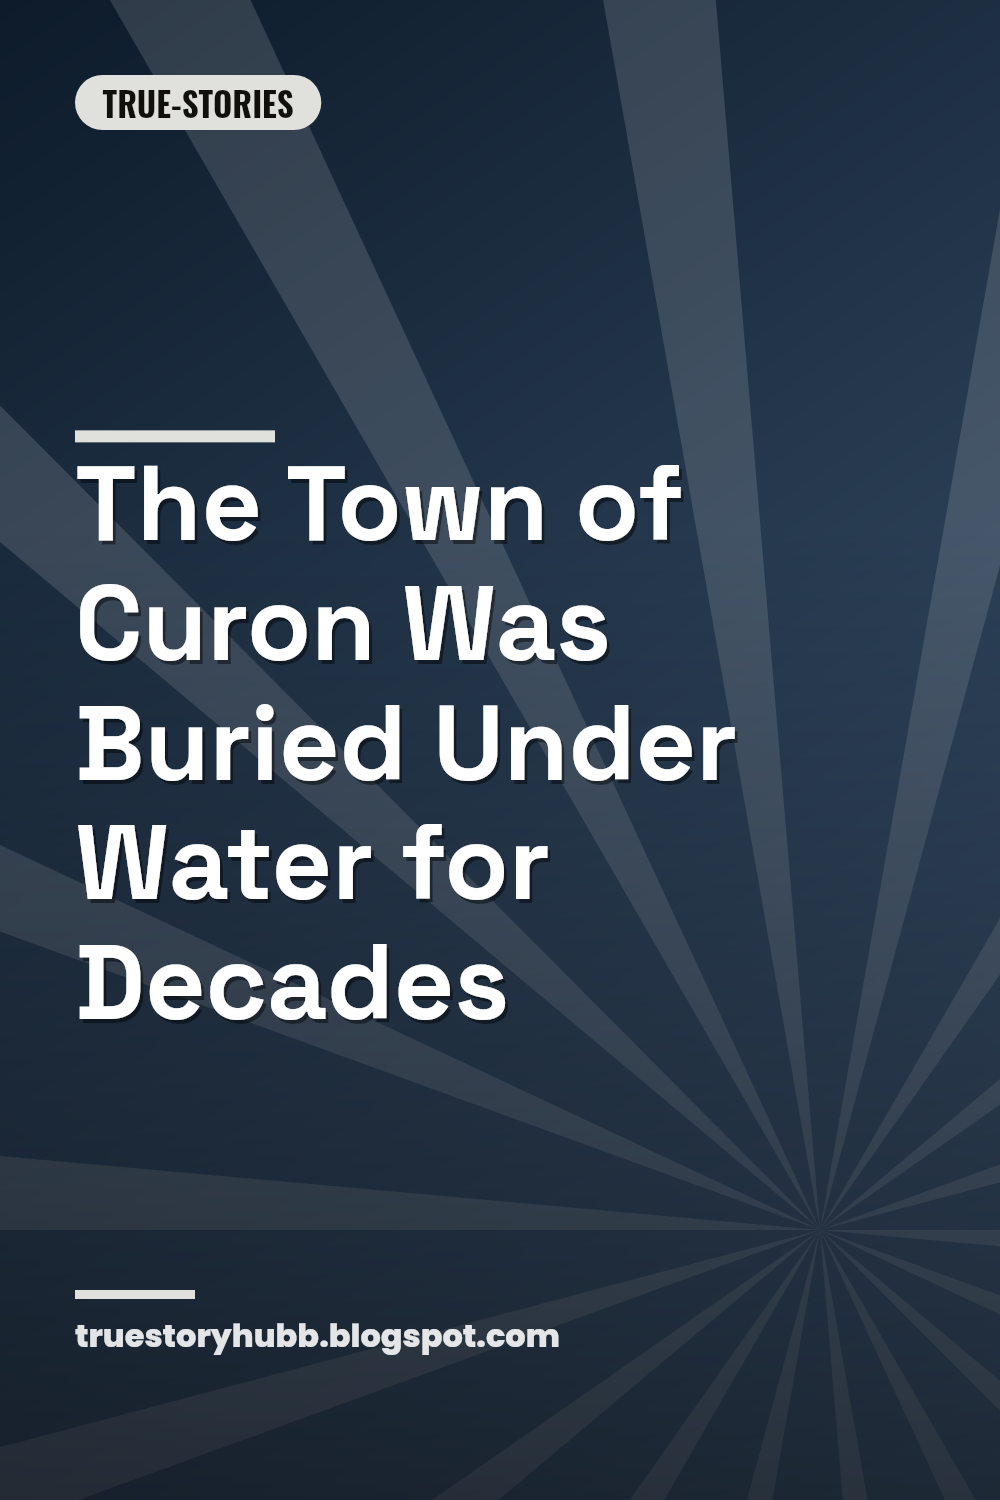 TRUE-STORIES
The Town of
Curon Was
Buried Under
Water for
Decades
truestoryhubb.blogspot.com